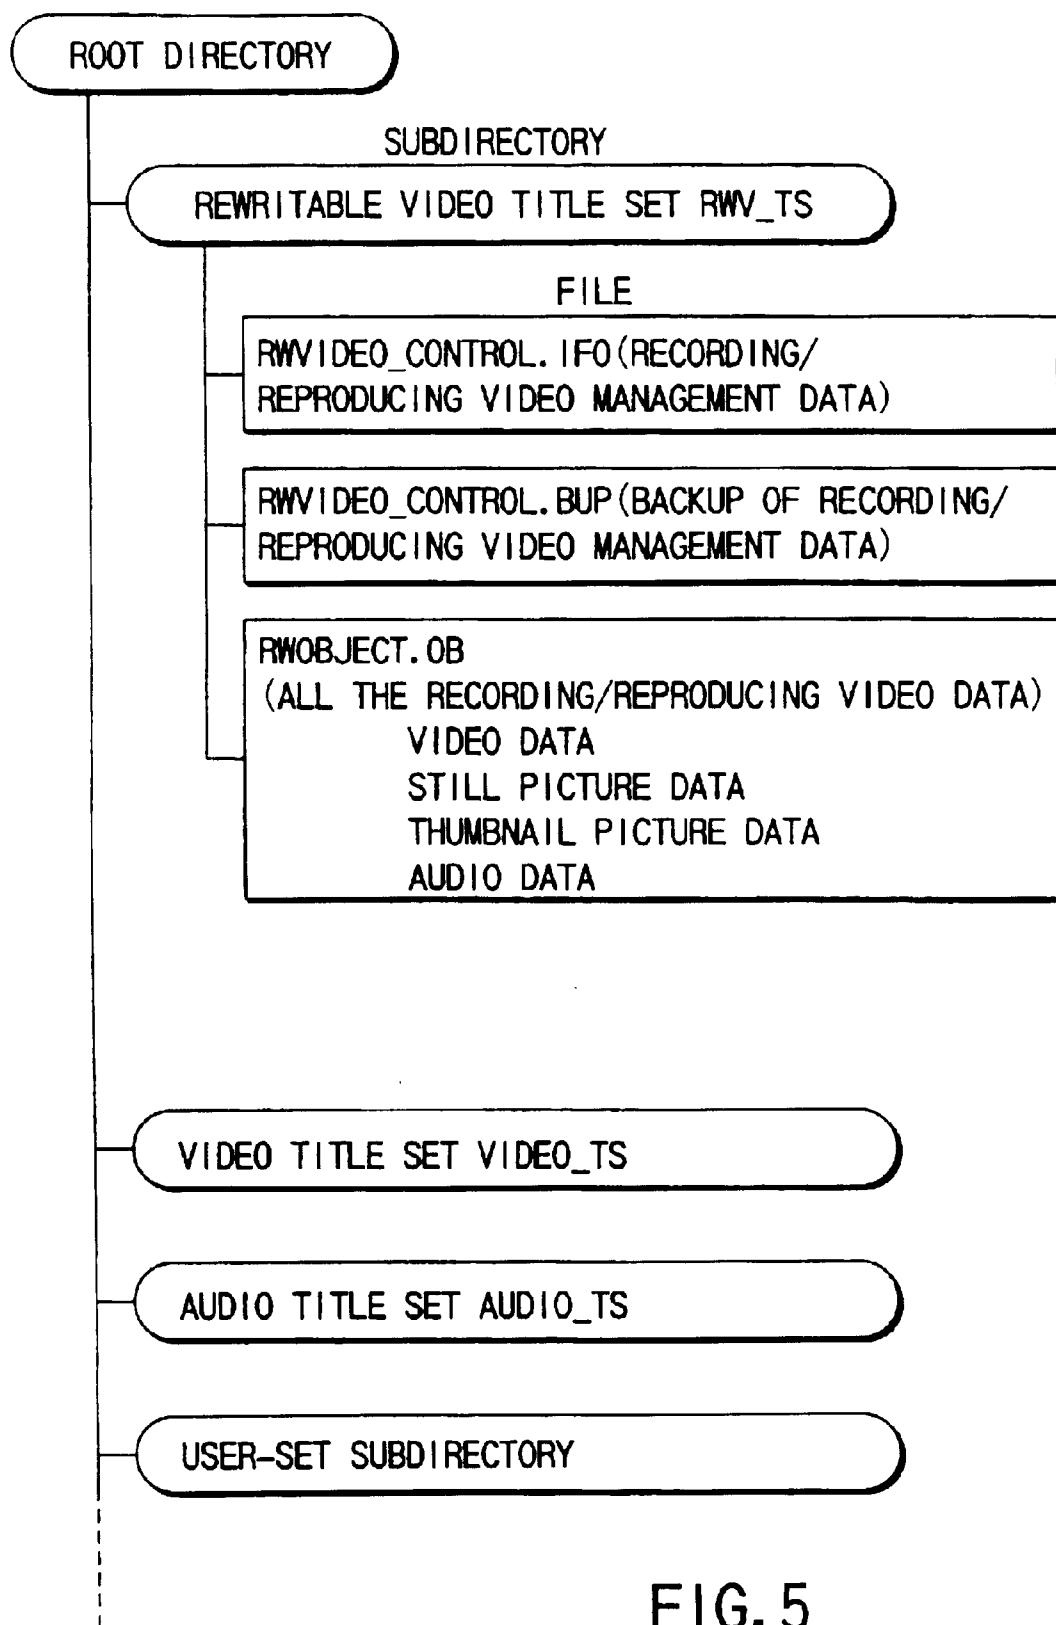 ROOT DIRECTORY
SUBDIRECTORY
REWRITABLE VIDEO TITLE SET RWV_TS
FILE
RWVIDEO_CONTROL.IFO(RECORDING/
REPRODUCING VIDEO MANAGEMENT DATA)
RWVIDEO_CONTROL.BUP(BACKUP OF RECORDING/
REPRODUCING VIDEO MANAGEMENT DATA)
RWOBJECT.OB
(ALL THE RECORDING/REPRODUCING VIDEO DATA)
VIDEO DATA
STILL PICTURE DATA
THUMBNAIL PICTURE DATA
AUDIO DATA
VIDEO TITLE SET VIDEO_TS
AUDIO TITLE SET AUDIO_TS
USER-SET SUBDIRECTORY
FIG.5